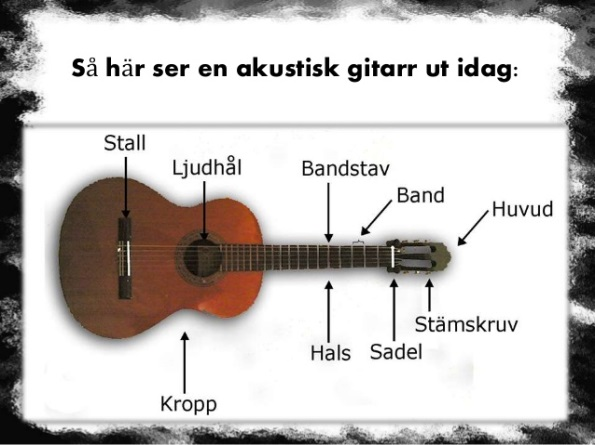 Så här ser en akustisk gitarr ut idag:
Stall
Ljudhål
Bandstav
Band
Huvud
Stämskruv
Hals
Sadel
Kropp